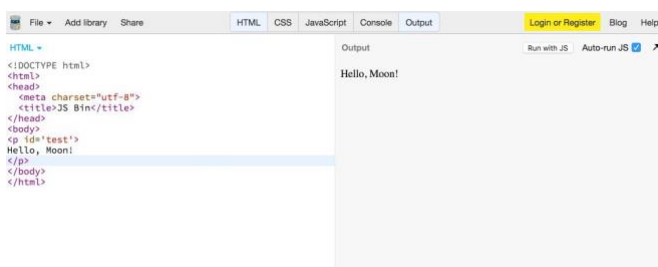 File Add library Share HTML CSS JavaScript Console Output Login or Register Blog Help
HTML
<!DOCTYPE html>
<html>
<head>
<meta charset="utf-8">
<title>JS Bin</title>
</head>
<body>
<p id='test'>
Hello, Moon!
</p>
</body>
</html>
Output Run with JS Auto-run JS
Hello, Moon!